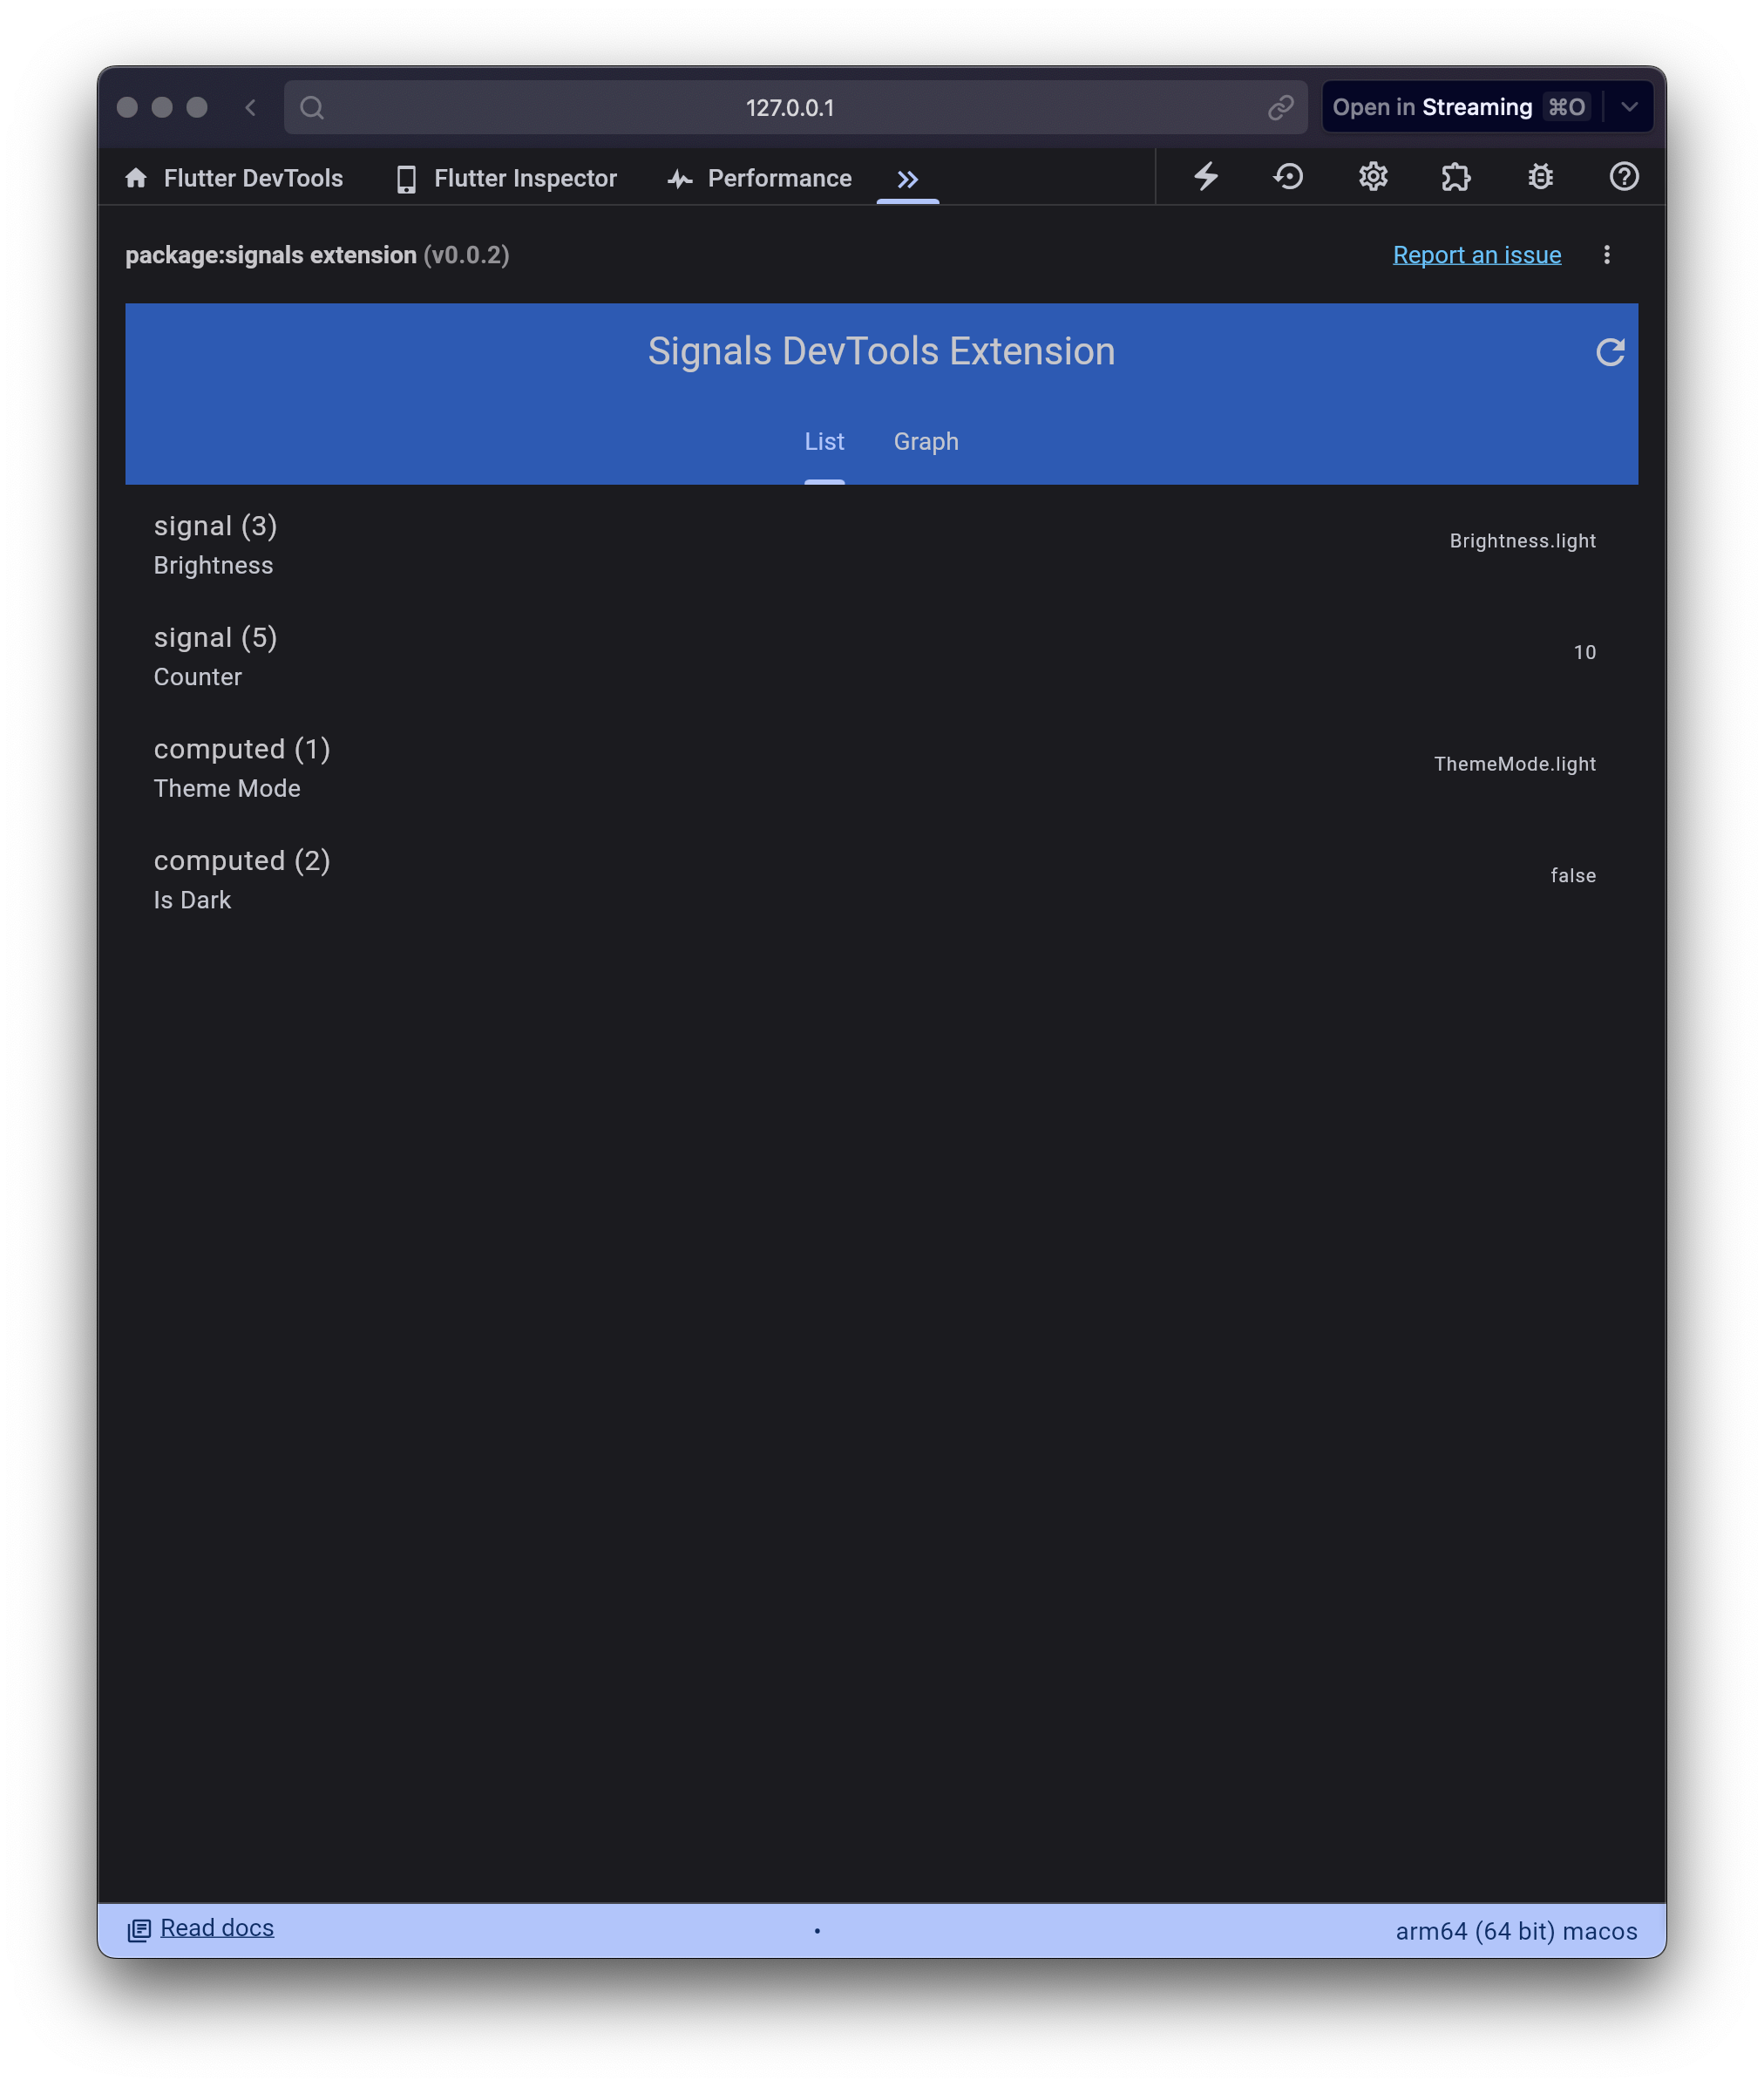 127.0.0.1
Open in Streaming ⌘O
Flutter DevTools Flutter Inspector Performance
package:signals extension (v0.0.2) Report an issue
Signals DevTools Extension
List Graph
signal (3)
Brightness
Brightness.light
signal (5)
Counter
10
computed (1)
Theme Mode
ThemeMode.light
computed (2)
Is Dark
false
Read docs • arm64 (64 bit) macos